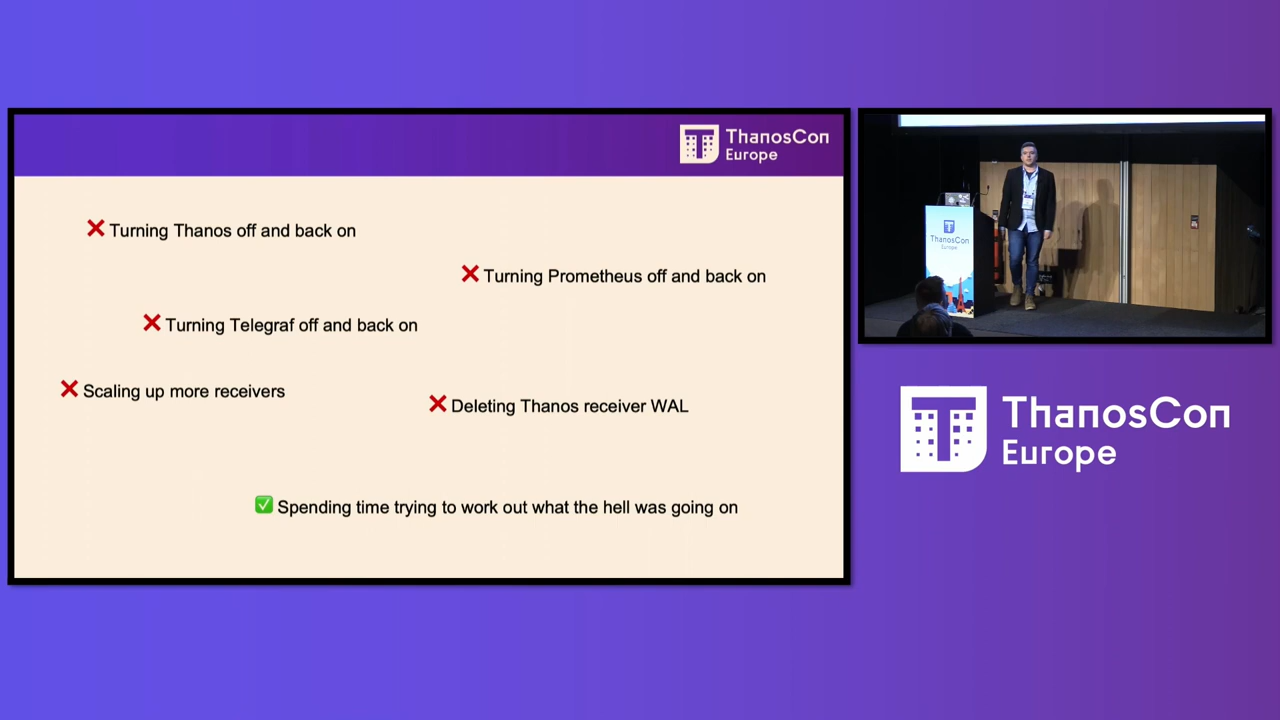 ThanosCon
Europe
❌ Turning Thanos off and back on
❌ Turning Prometheus off and back on
❌ Turning Telegraf off and back on
❌ Scaling up more receivers
❌ Deleting Thanos receiver WAL
✅ Spending time trying to work out what the hell was going on
ThanosCon
Europe
ThanosCon
Europe